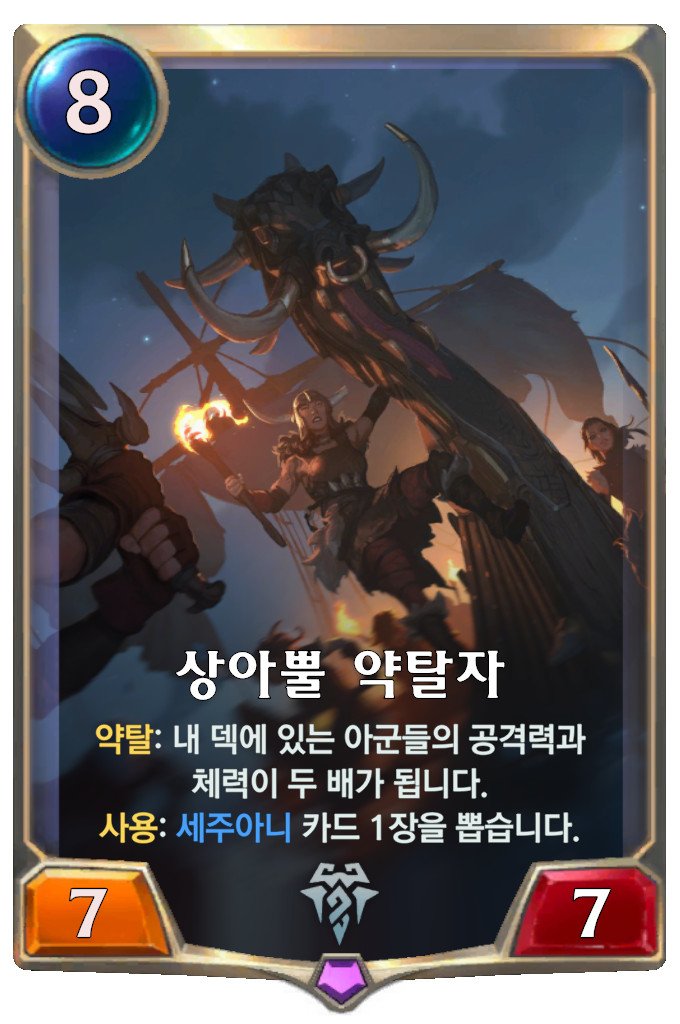 8
상아뿔 약탈자
약탈: 내 덱에 있는 아군들의 공격력과
체력이 두 배가 됩니다.
사용: 세주아니 카드 1장을 뽑습니다.
7
7